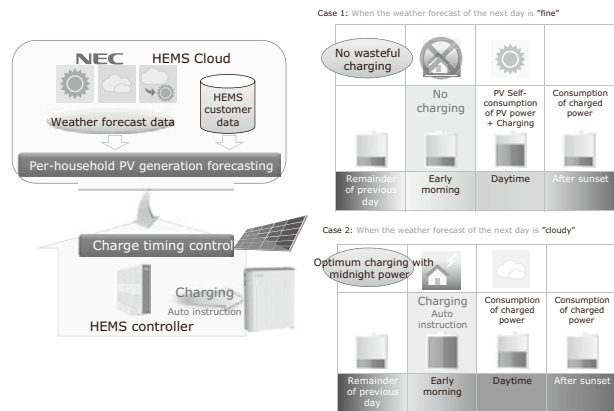 NEC HEMS Cloud
HEMS
customer
data
Weather forecast data
Per-household PV generation forecasting
Charge timing control
Charging
Auto instruction
HEMS controller
Case 1: When the weather forecast of the next day is "fine"
No wasteful
charging
No
charging
PV Self-
consumption
of PV power
+ Charging
Consumption
of charged
power
Remainder
of previous
day
Early
morning
Daytime
After sunset
Case 2: When the weather forecast of the next day is "cloudy"
Optimum charging with
midnight power
Charging
Auto
instruction
Consumption
of charged
power
Consumption
of charged
power
Remainder
of previous
day
Early
morning
Daytime
After sunset